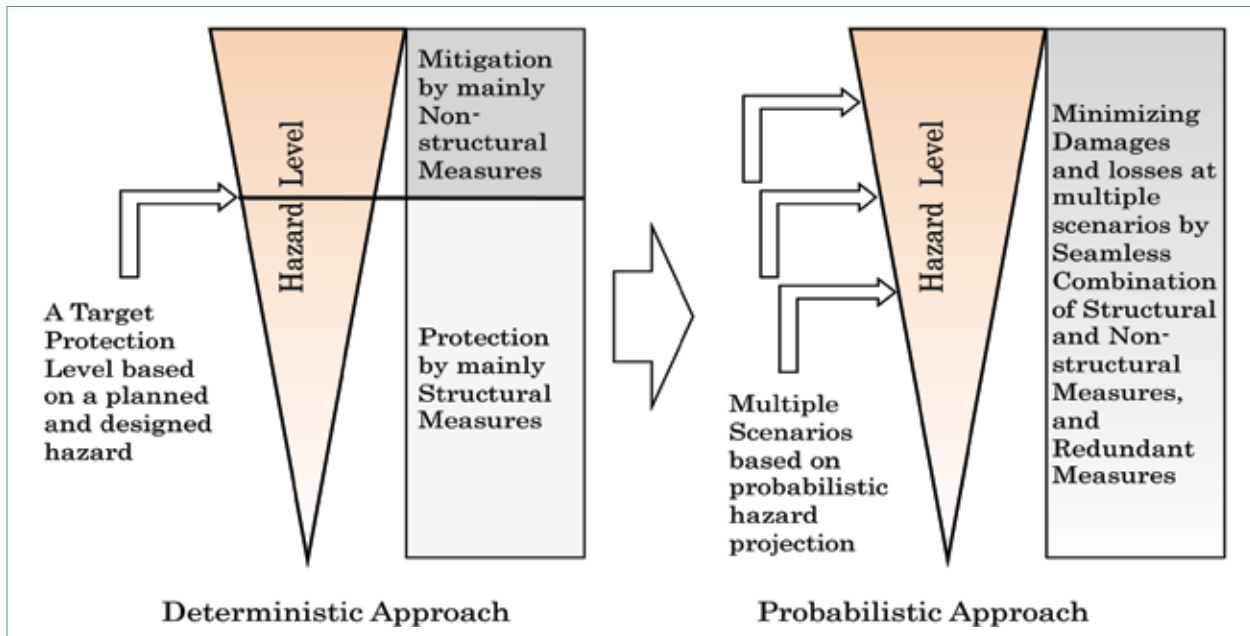 Mitigation
by mainly
Non-
structural
Measures
Hazard Level
A Target
Protection
Level based
on a planned
and designed
hazard
Protection
by mainly
Structural
Measures
Deterministic Approach
Hazard Level
Minimizing
Damages
and losses at
multiple
scenarios by
Seamless
Combination
of Structural
and Non-
structural
Measures,
and
Redundant
Measures
Multiple
Scenarios
based on
probabilistic
hazard
projection
Probabilistic Approach